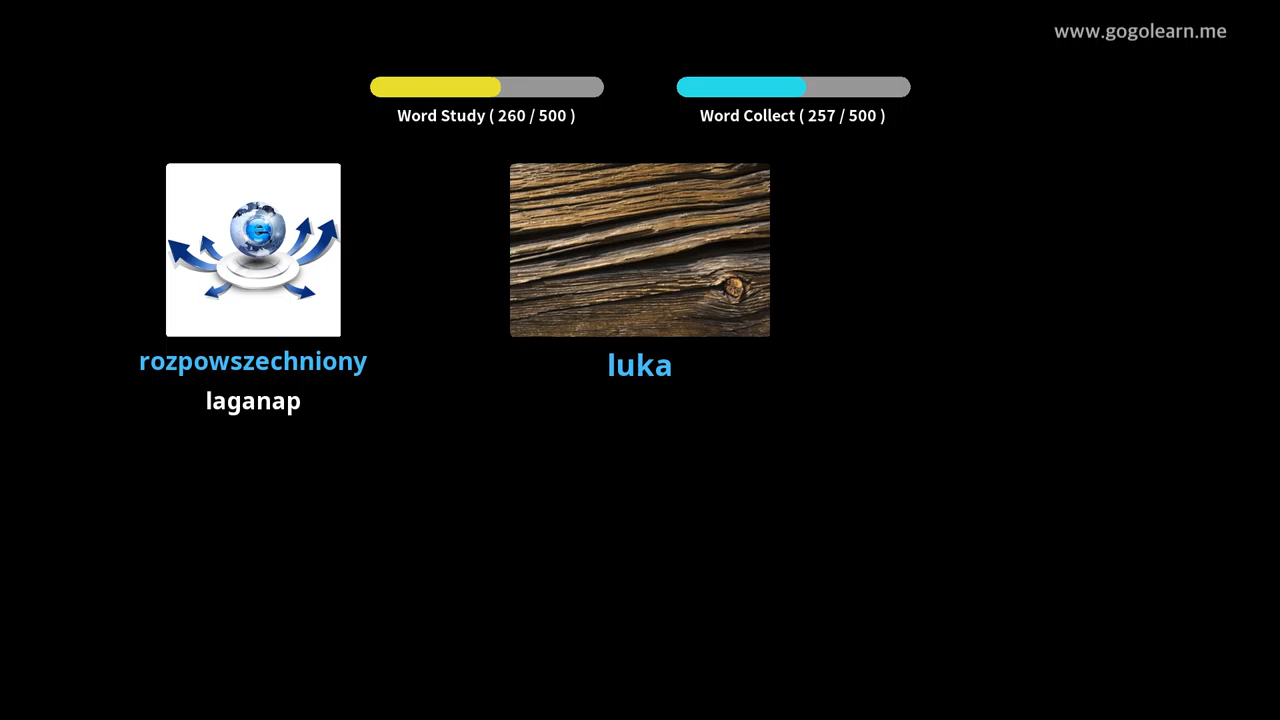 www.gogolearn.me
Word Study ( 260 / 500 )
Word Collect ( 257 / 500 )
e
rozpowszechniony
laganap
luka